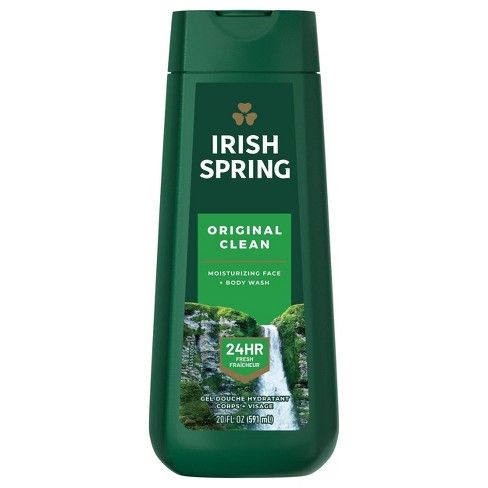 IRISH
SPRING
ORIGINAL
CLEAN
MOISTURIZING FACE
+ BODY WASH
24HR
FRESH
FRAÎCHEUR
GEL DOUCHE HYDRATANT
CORPS + VISAGE
20 FL OZ (591 mL)